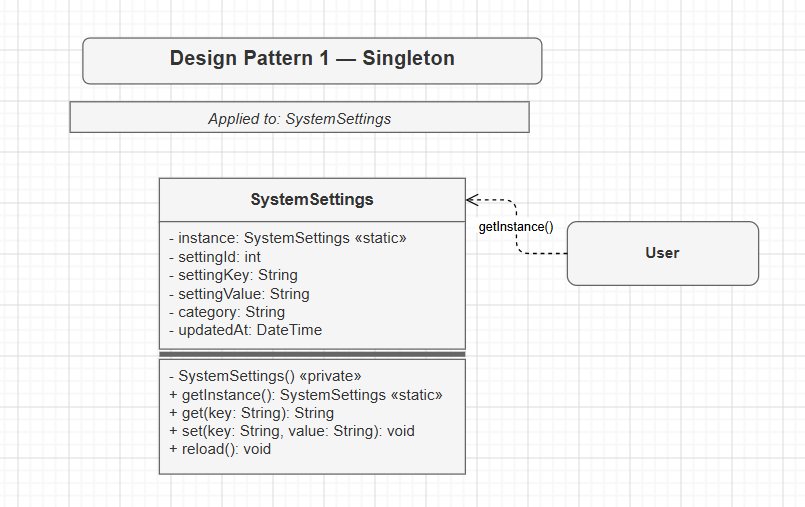 Design Pattern 1 — Singleton
Applied to: SystemSettings
SystemSettings
- instance: SystemSettings «static»
- settingId: int
- settingKey: String
- settingValue: String
- category: String
- updatedAt: DateTime
- SystemSettings() «private»
+ getInstance(): SystemSettings «static»
+ get(key: String): String
+ set(key: String, value: String): void
+ reload(): void
getInstance()
User